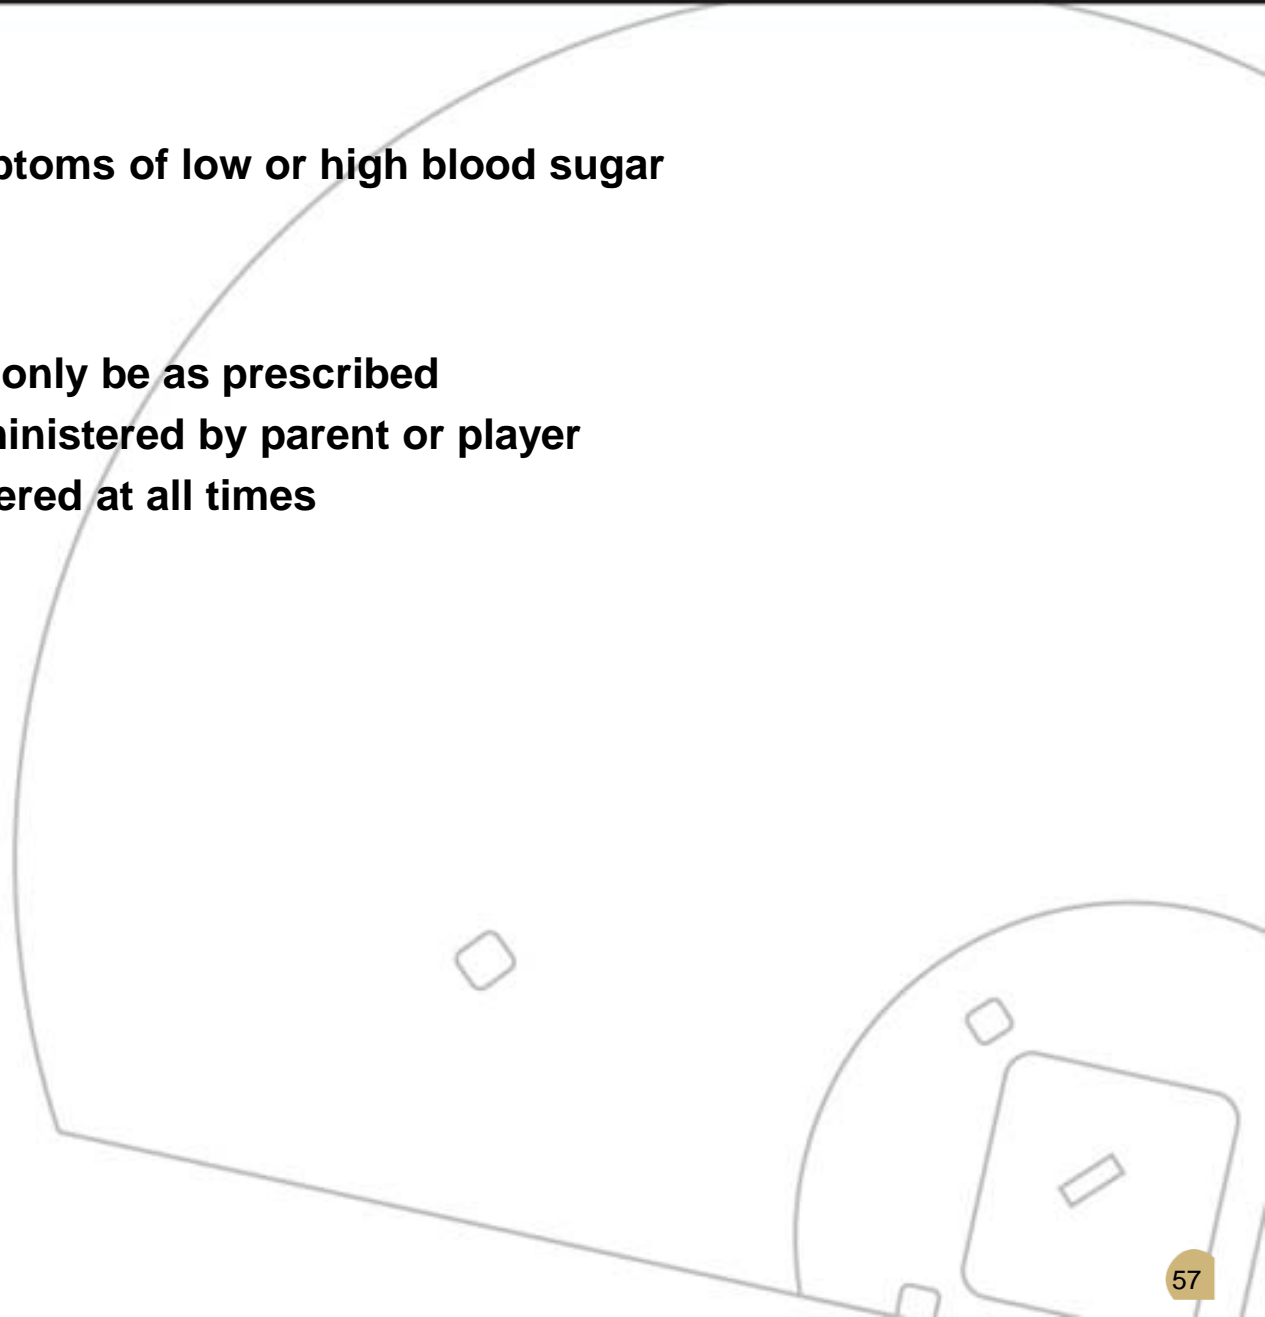 ptoms of low or high blood sugar
only be as prescribed
ministered by parent or player
ered at all times
57